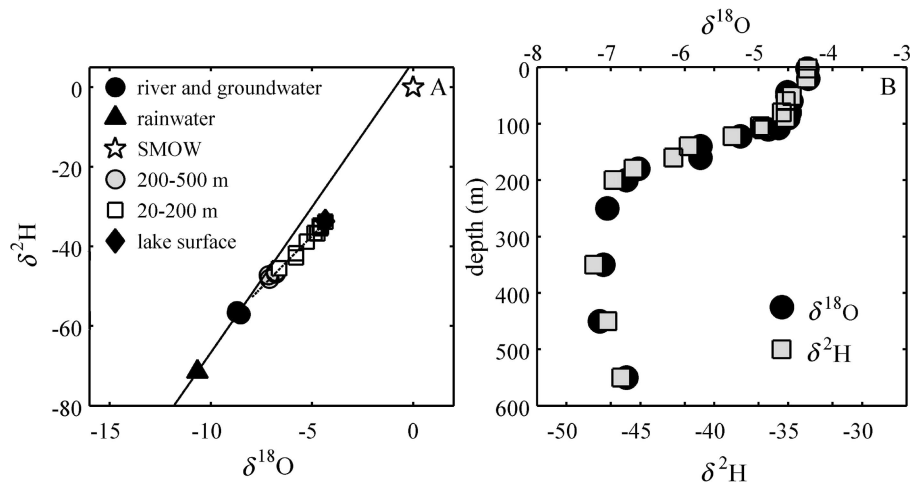 A
river and groundwater
rainwater
SMOW
200-500 m
20-200 m
lake surface
0
-20
-40
-60
-80
δ²H
-15 -10 -5 0
δ¹⁸O
δ¹⁸O
-8 -7 -6 -5 -4 -3
B
0
100
200
300
400
500
600
depth (m)
δ¹⁸O
δ²H
-50 -45 -40 -35 -30
δ²H